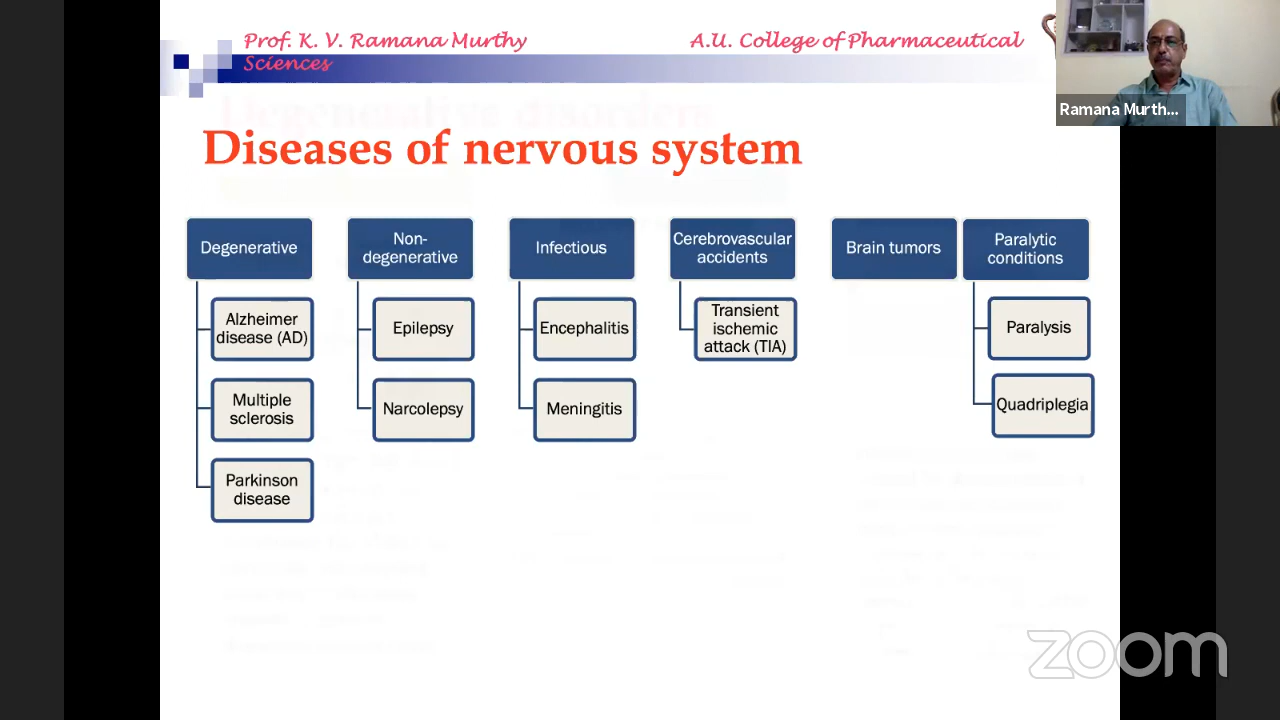 Prof. K. V. Ramana Murthy A.U. College of Pharmaceutical
Sciences
Ramana Murth...
Degenerative disorders
Diseases of nervous system
Degenerative
Alzheimer
disease (AD)
Multiple
sclerosis
Parkinson
disease
Non-
degenerative
Epilepsy
Narcolepsy
Infectious
Encephalitis
Meningitis
Cerebrovascular
accidents
Transient
ischemic
attack (TIA)
Brain tumors
Paralytic
conditions
Paralysis
Quadriplegia
zoom